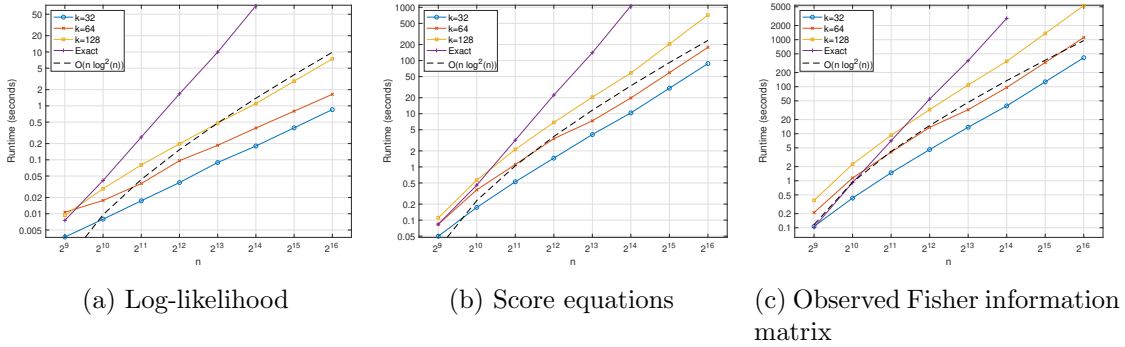 50
20
10
5
2
1
0.5
0.2
0.1
0.05
0.02
0.01
0.005
Runtime (seconds)
k=32
k=64
k=128
Exact
O(n log²(n))
2⁹ 2¹⁰ 2¹¹ 2¹² 2¹³ 2¹⁴ 2¹⁵ 2¹⁶
n
(a) Log-likelihood
1000
500
200
100
50
20
10
5
2
1
0.5
0.2
0.1
0.05
Runtime (seconds)
k=32
k=64
k=128
Exact
O(n log²(n))
2⁹ 2¹⁰ 2¹¹ 2¹² 2¹³ 2¹⁴ 2¹⁵ 2¹⁶
n
(b) Score equations
5000
2000
1000
500
200
100
50
20
10
5
2
1
0.5
0.2
0.1
Runtime (seconds)
k=32
k=64
k=128
Exact
O(n log²(n))
2⁹ 2¹⁰ 2¹¹ 2¹² 2¹³ 2¹⁴ 2¹⁵ 2¹⁶
n
(c) Observed Fisher information
matrix